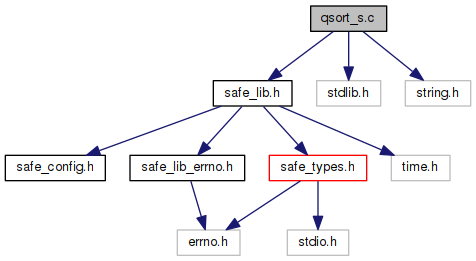 qsort_s.c
safe_lib.h
stdlib.h
string.h
safe_config.h
safe_lib_errno.h
safe_types.h
time.h
errno.h
stdio.h